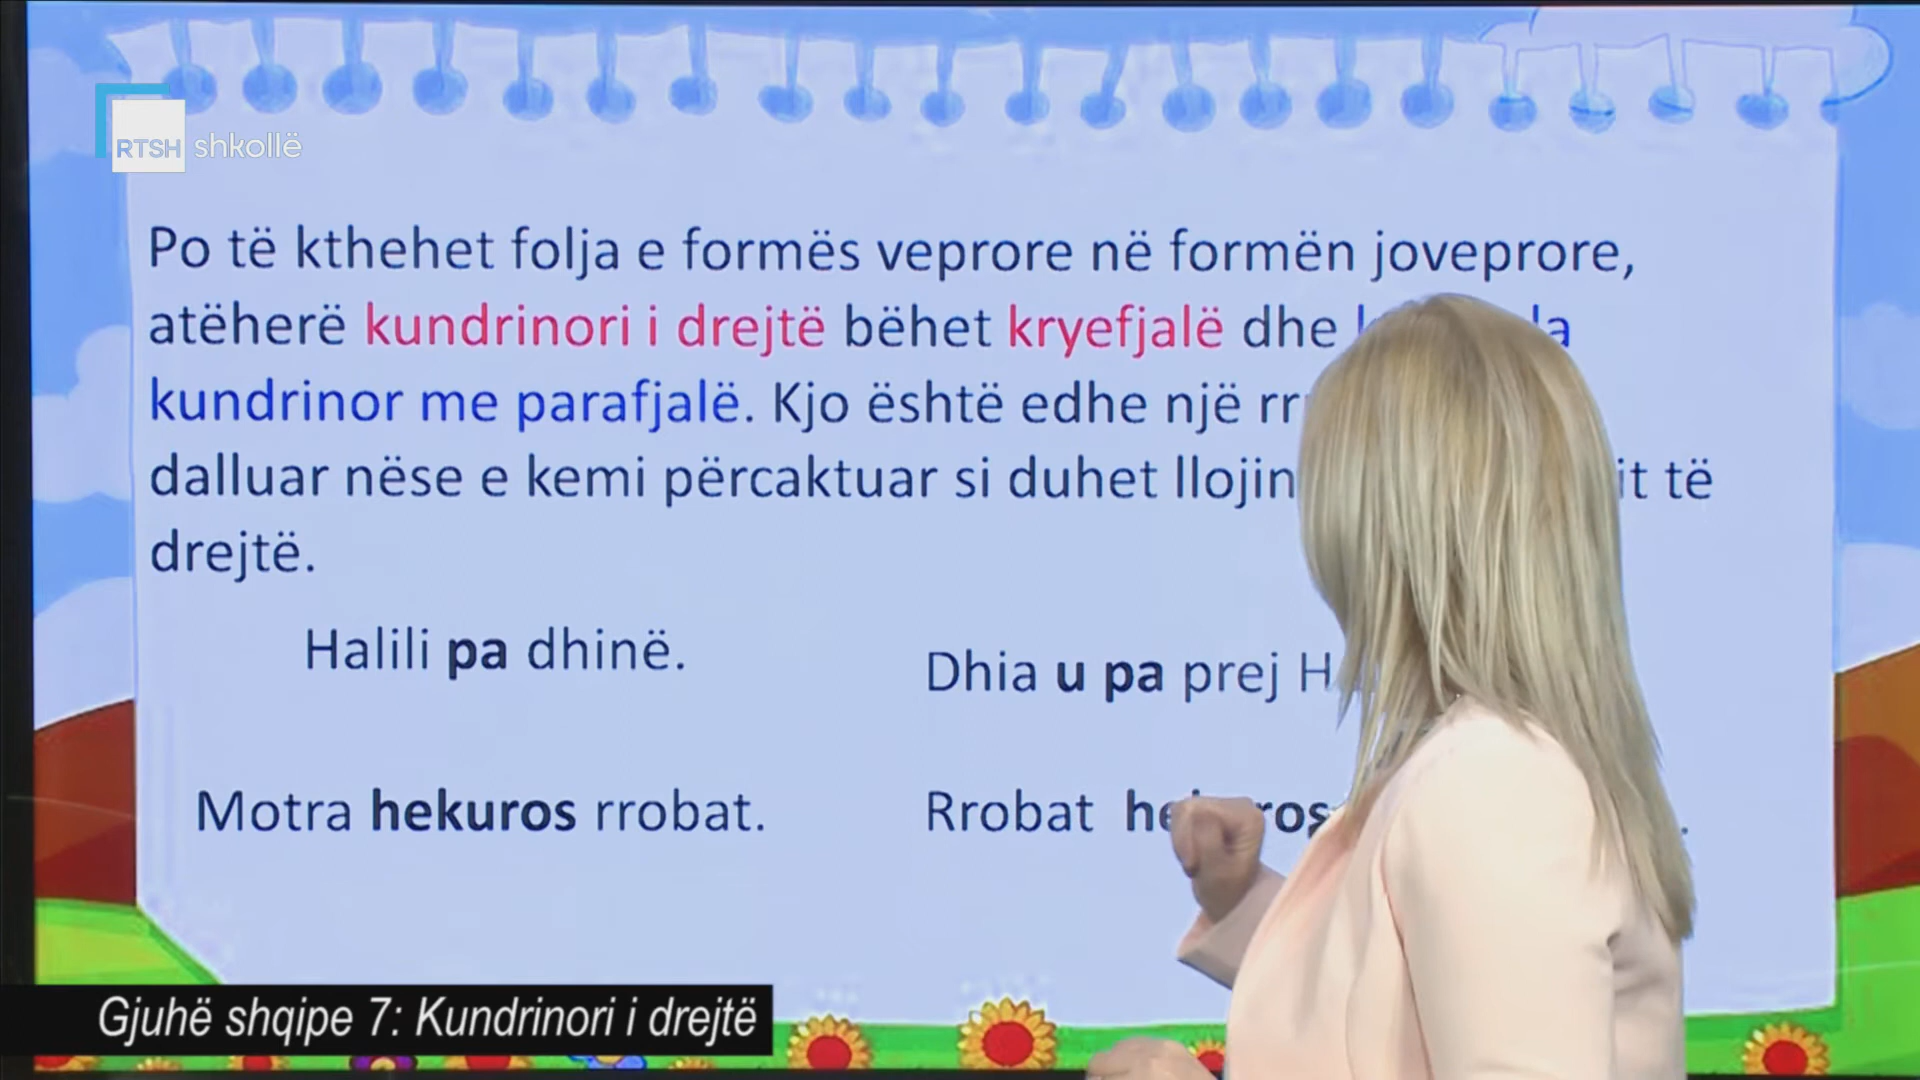 RTSH shkollë
Po të kthehet folja e formës veprore në formën joveprore,
atëherë kundrinori i drejtë bëhet kryefjalë dhe
kundrinor me parafjalë. Kjo është edhe një
dalluar nëse e kemi përcaktuar si duhet llojin të
drejtë.
Halili pa dhinë.
Dhia u pa prej
Motra hekuros rrobat.
Rrobat
Gjuhë shqipe 7: Kundrinori i drejtë